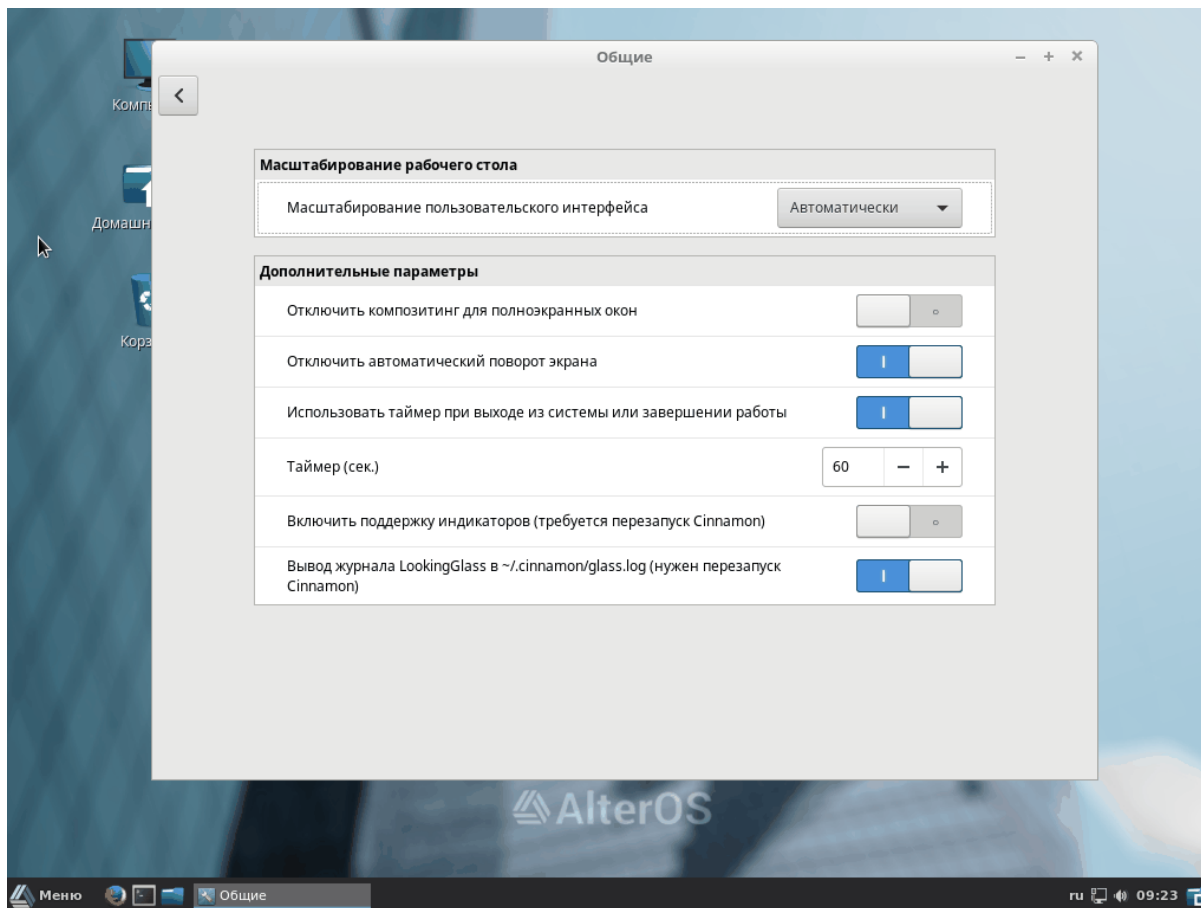 Общие
Масштабирование рабочего стола
Масштабирование пользовательского интерфейса
Автоматически
Дополнительные параметры
Отключить композитинг для полноэкранных окон
Отключить автоматический поворот экрана
Использовать таймер при выходе из системы или завершении работы
Таймер (сек.)
60
Включить поддержку индикаторов (требуется перезапуск Cinnamon)
Вывод журнала LookingGlass в ~/.cinnamon/glass.log (нужен перезапуск
Cinnamon)
AlterOS
Меню
Общие
ru
09:23